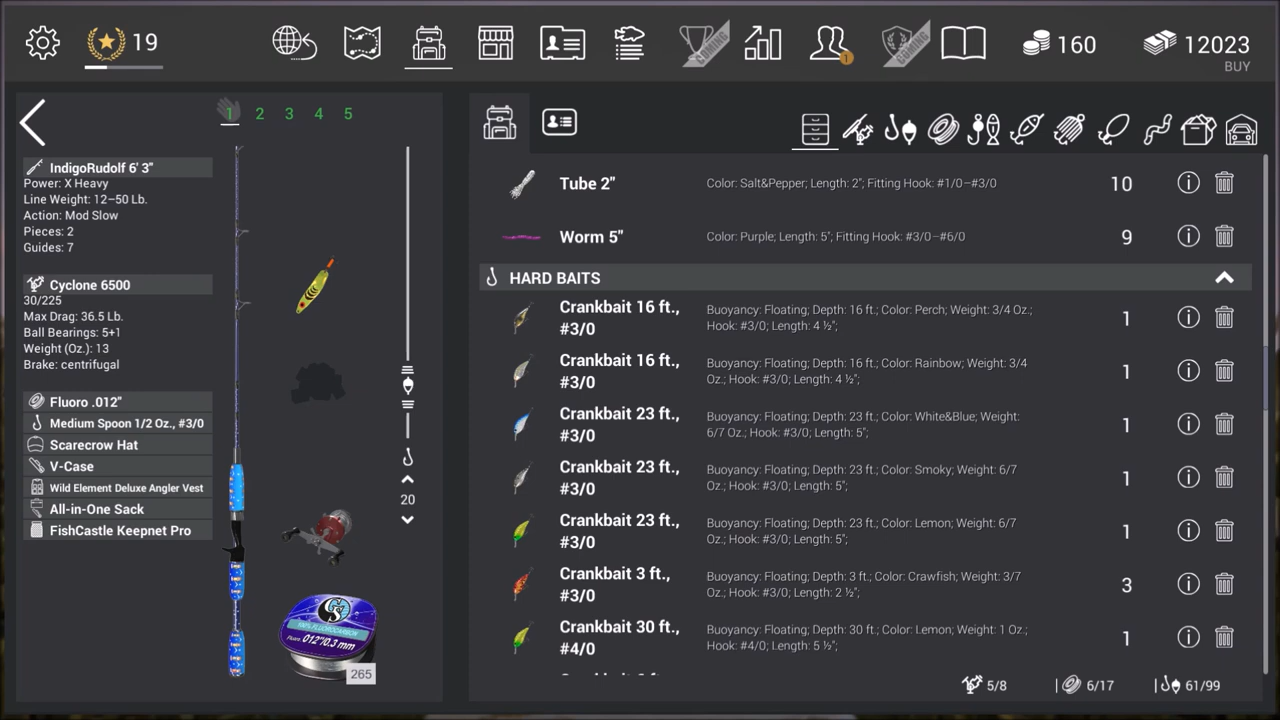 19
COMING
1
COMING
160
12023
BUY
1 2 3 4 5
IndigoRudolf 6' 3"
Power: X Heavy
Line Weight: 12–50 Lb.
Action: Mod Slow
Pieces: 2
Guides: 7
Cyclone 6500
30/225
Max Drag: 36.5 Lb.
Ball Bearings: 5+1
Weight (Oz.): 13
Brake: centrifugal
Fluoro .012"
Medium Spoon 1/2 Oz., #3/0
Scarecrow Hat
V-Case
Wild Element Deluxe Angler Vest
All-in-One Sack
FishCastle Keepnet Pro
20
100% FLUOROCARBON
Fluoro .012"/0.3 mm
265
Tube 2" Color: Salt&Pepper; Length: 2"; Fitting Hook: #1/0–#3/0 10
Worm 5" Color: Purple; Length: 5"; Fitting Hook: #3/0–#6/0 9
HARD BAITS
Crankbait 16 ft., Buoyancy: Floating; Depth: 16 ft.; Color: Perch; Weight: 3/4 Oz.; 1
#3/0 Hook: #3/0; Length: 4 ½";
Crankbait 16 ft., Buoyancy: Floating; Depth: 16 ft.; Color: Rainbow; Weight: 3/4 1
#3/0 Oz.; Hook: #3/0; Length: 4 ½";
Crankbait 23 ft., Buoyancy: Floating; Depth: 23 ft.; Color: White&Blue; Weight: 1
#3/0 6/7 Oz.; Hook: #3/0; Length: 5";
Crankbait 23 ft., Buoyancy: Floating; Depth: 23 ft.; Color: Smoky; Weight: 6/7 1
#3/0 Oz.; Hook: #3/0; Length: 5";
Crankbait 23 ft., Buoyancy: Floating; Depth: 23 ft.; Color: Lemon; Weight: 6/7 1
#3/0 Oz.; Hook: #3/0; Length: 5";
Crankbait 3 ft., Buoyancy: Floating; Depth: 3 ft.; Color: Crawfish; Weight: 3/7 3
#3/0 Oz.; Hook: #3/0; Length: 2 ½";
Crankbait 30 ft., Buoyancy: Floating; Depth: 30 ft.; Color: Lemon; Weight: 1 Oz.; 1
#4/0 Hook: #4/0; Length: 5 ½";
5/8 6/17 61/99